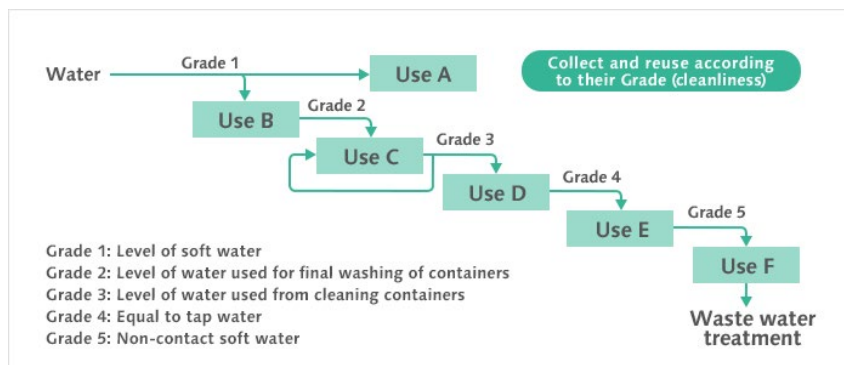 Water
Grade 1
Use A
Collect and reuse according
to their Grade (cleanliness)
Use B
Grade 2
Use C
Grade 3
Use D
Grade 4
Use E
Grade 5
Use F
Waste water
treatment
Grade 1: Level of soft water
Grade 2: Level of water used for final washing of containers
Grade 3: Level of water used from cleaning containers
Grade 4: Equal to tap water
Grade 5: Non-contact soft water